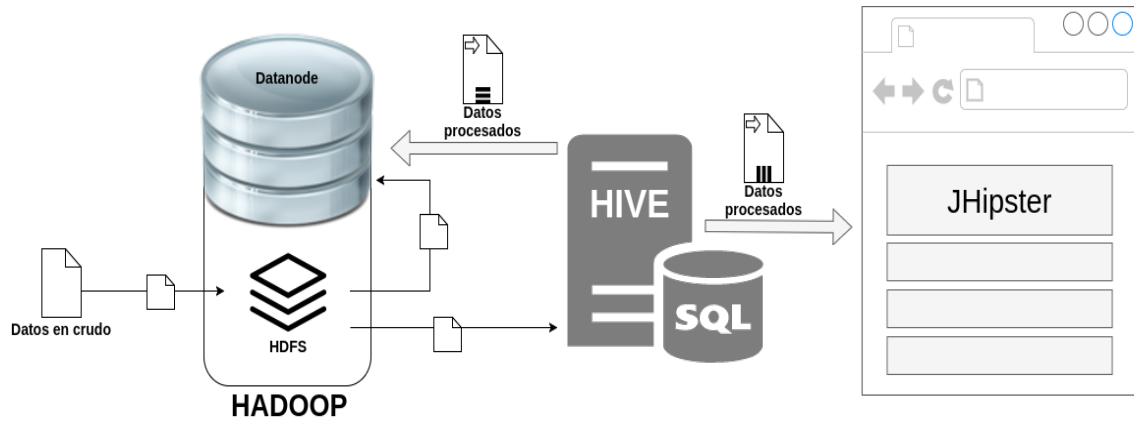 Datanode
Datos
procesados
HIVE
SQL
Datos
procesados
JHipster
Datos en crudo
HDFS
HADOOP